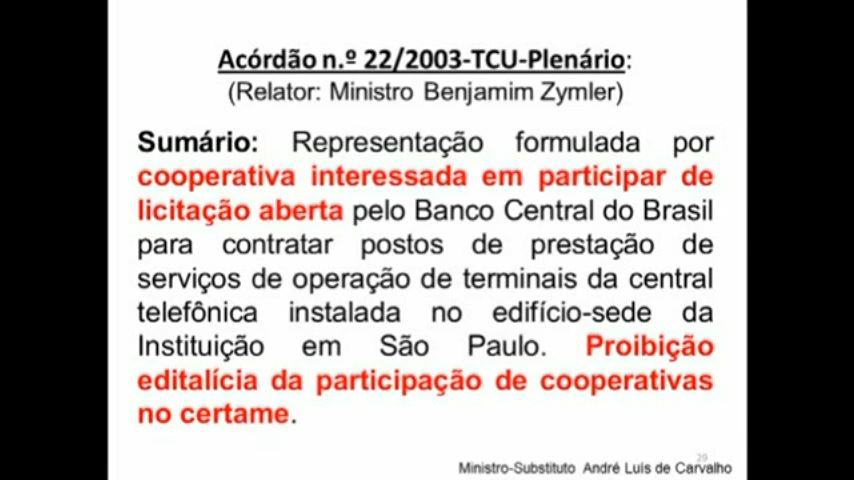 Acórdão n.º 22/2003-TCU-Plenário:
(Relator: Ministro Benjamim Zymler)
Sumário: Representação formulada por
cooperativa interessada em participar de
licitação aberta pelo Banco Central do Brasil
para contratar postos de prestação de
serviços de operação de terminais da central
telefônica instalada no edifício-sede da
Instituição em São Paulo. Proibição
editalícia da participação de cooperativas
no certame.
29
Ministro-Substituto André Luís de Carvalho